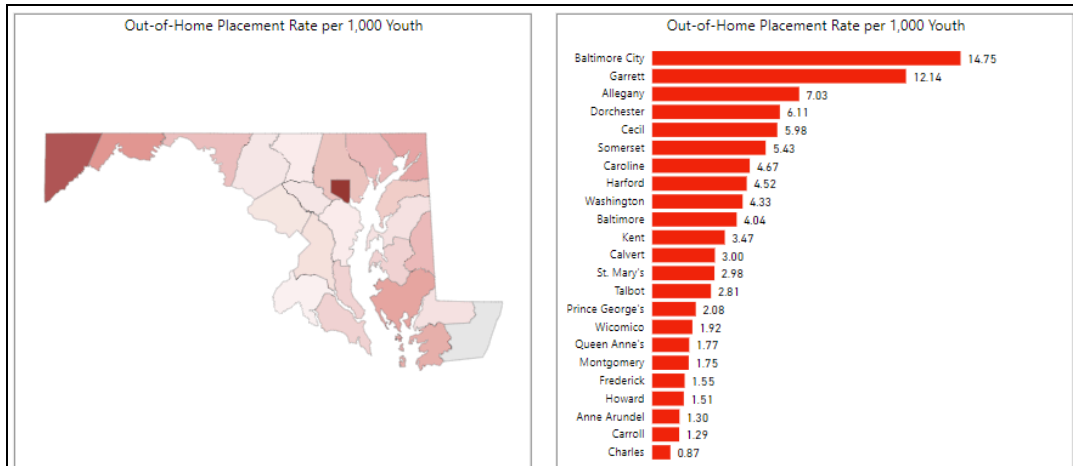 Out-of-Home Placement Rate per 1,000 Youth
Out-of-Home Placement Rate per 1,000 Youth
Baltimore City 14.75
Garrett 12.14
Allegany 7.03
Dorchester 6.11
Cecil 5.98
Somerset 5.43
Caroline 4.67
Harford 4.52
Washington 4.33
Baltimore 4.04
Kent 3.47
Calvert 3.00
St. Mary's 2.98
Talbot 2.81
Prince George's 2.08
Wicomico 1.92
Queen Anne's 1.77
Montgomery 1.75
Frederick 1.55
Howard 1.51
Anne Arundel 1.30
Carroll 1.29
Charles 0.87